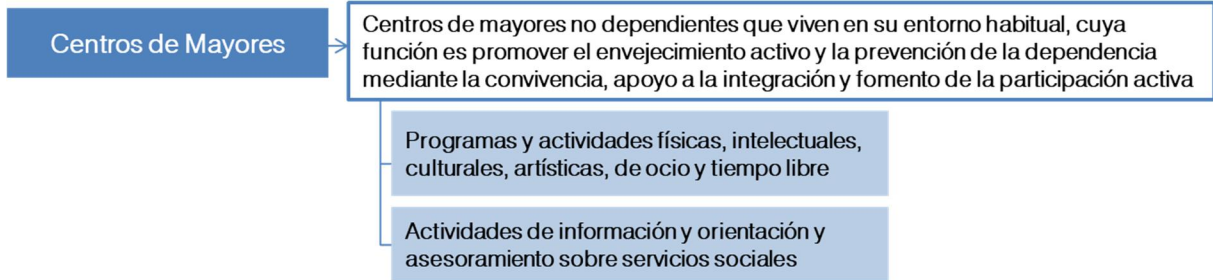 Centros de Mayores
Centros de mayores no dependientes que viven en su entorno habitual, cuya
función es promover el envejecimiento activo y la prevención de la dependencia
mediante la convivencia, apoyo a la integración y fomento de la participación activa
Programas y actividades físicas, intelectuales,
culturales, artísticas, de ocio y tiempo libre
Actividades de información y orientación y
asesoramiento sobre servicios sociales